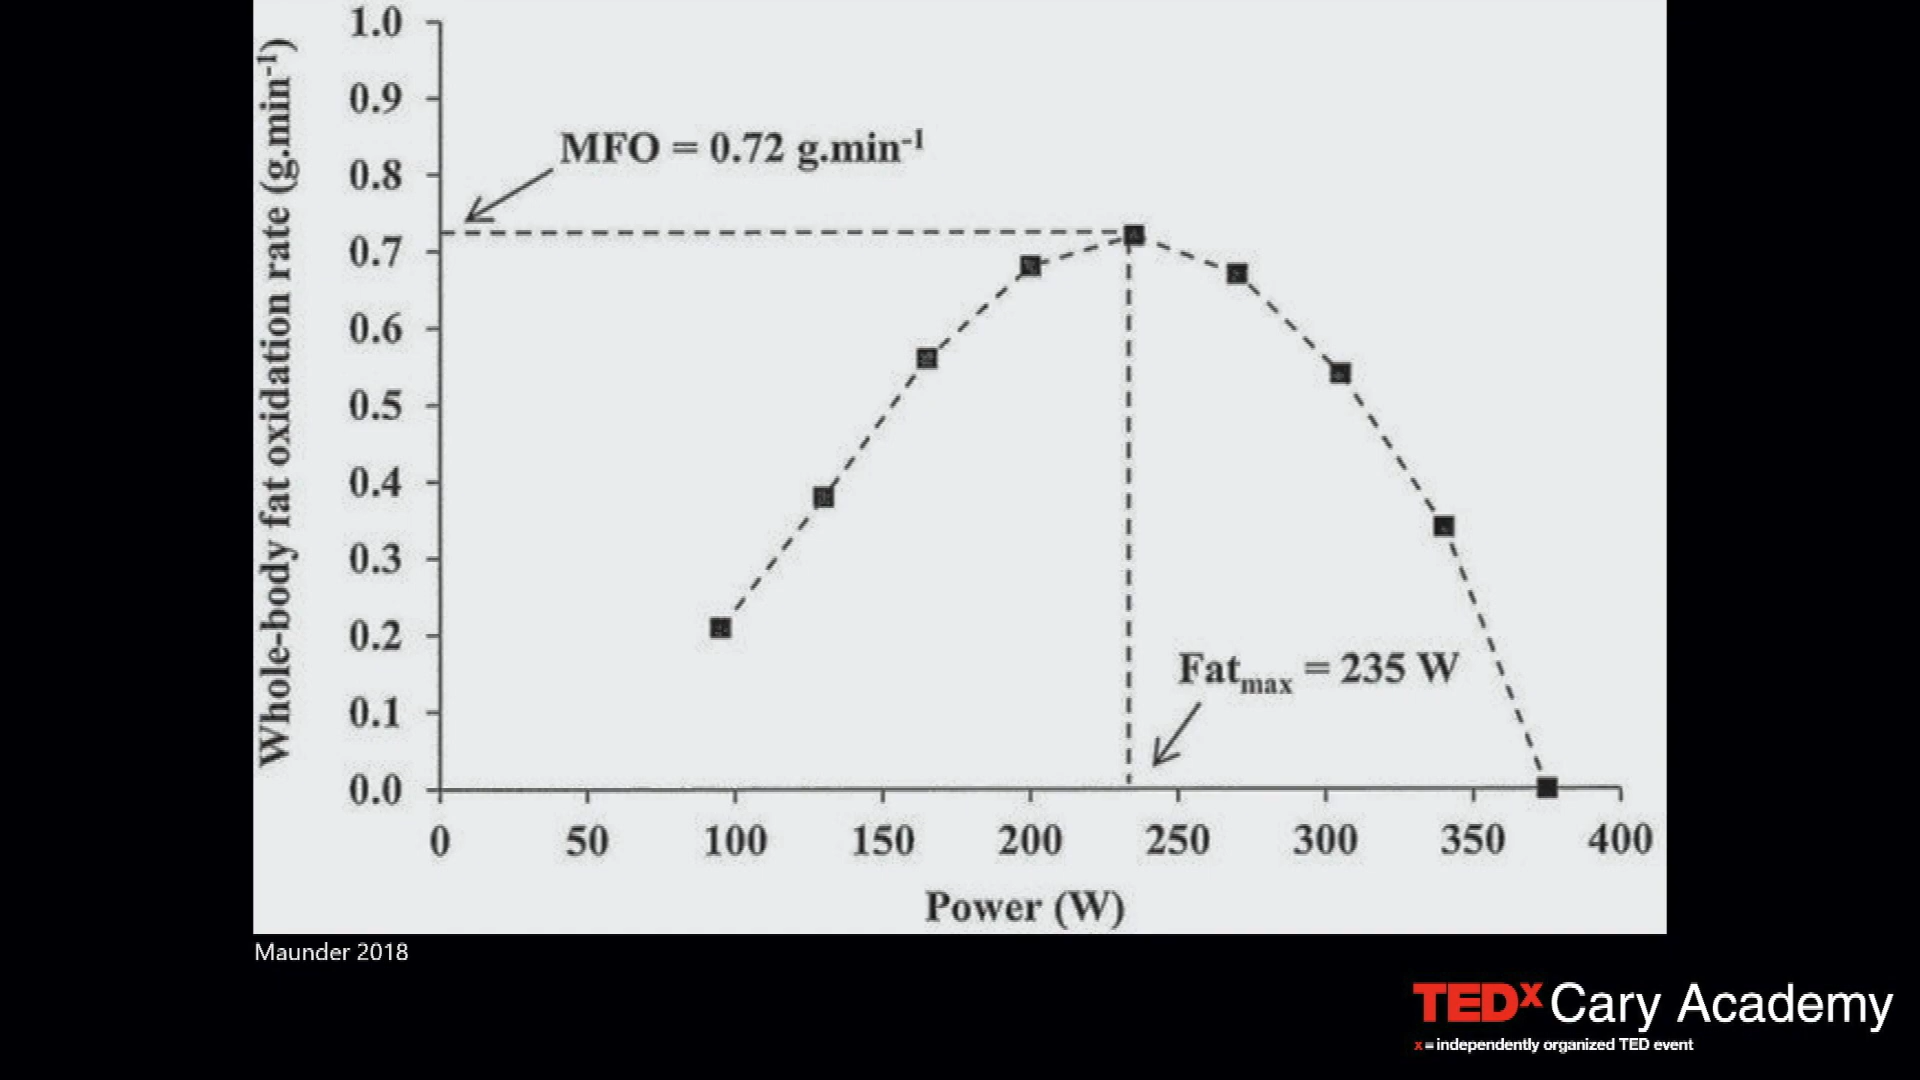 Whole-body fat oxidation rate (g.min-1)
1.0
0.9
0.8
0.7
0.6
0.5
0.4
0.3
0.2
0.1
0.0
MFO = 0.72 g.min-1
Fatmax = 235 W
0 50 100 150 200 250 300 350 400
Power (W)
Maunder 2018
TEDx Cary Academy
x = independently organized TED event